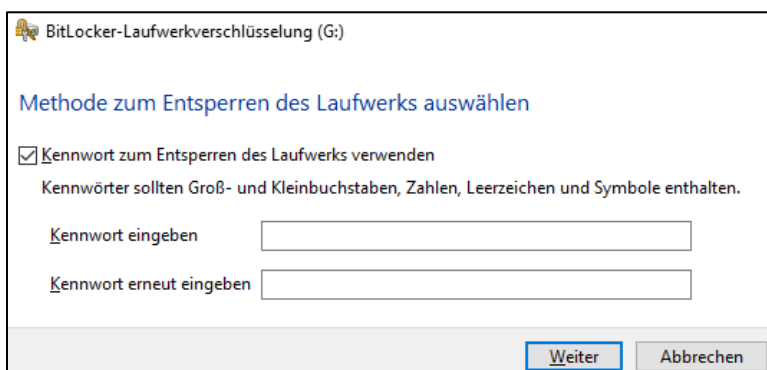 BitLocker-Laufwerkverschlüsselung (G:)
Methode zum Entsperren des Laufwerks auswählen
Kennwort zum Entsperren des Laufwerks verwenden
Kennwörter sollten Groß- und Kleinbuchstaben, Zahlen, Leerzeichen und Symbole enthalten.
Kennwort eingeben
Kennwort erneut eingeben
Weiter Abbrechen